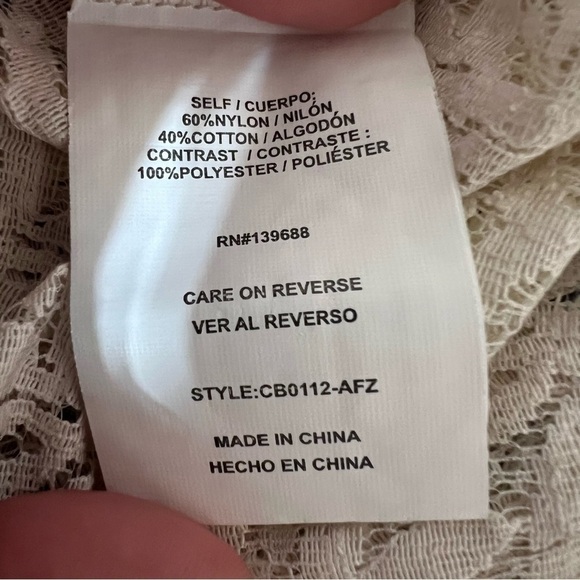 SELF / CUERPO:
60%NYLON / NILÓN
40%COTTON / ALGODÓN
CONTRAST / CONTRASTE :
100%POLYESTER / POLIÉSTER
RN#139688
CARE ON REVERSE
VER AL REVERSO
STYLE:CB0112-AFZ
MADE IN CHINA
HECHO EN CHINA